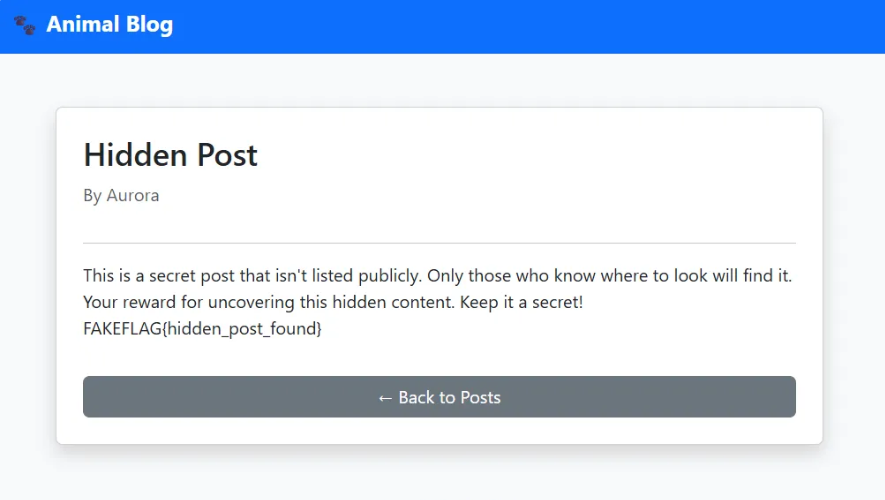 Animal Blog
Hidden Post
By Aurora
This is a secret post that isn't listed publicly. Only those who know where to look will find it.
Your reward for uncovering this hidden content. Keep it a secret!
FAKEFLAG{hidden_post_found}
← Back to Posts